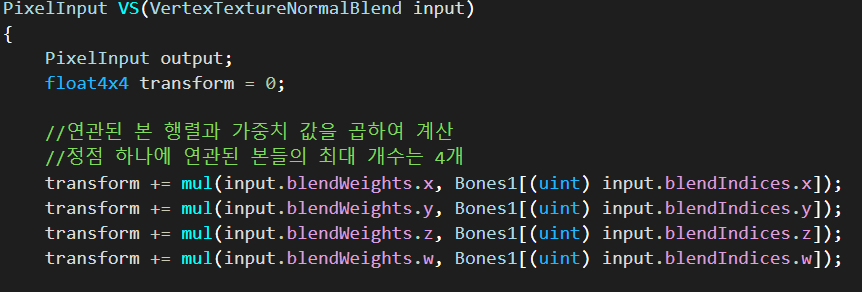 PixelInput VS(VertexTextureNormalBlend input)
{
    PixelInput output;
    float4x4 transform = 0;

    //연관된 본 행렬과 가중치 값을 곱하여 계산
    //정점 하나에 연관된 본들의 최대 개수는 4개
    transform += mul(input.blendWeights.x, Bones1[(uint) input.blendIndices.x]);
    transform += mul(input.blendWeights.y, Bones1[(uint) input.blendIndices.y]);
    transform += mul(input.blendWeights.z, Bones1[(uint) input.blendIndices.z]);
    transform += mul(input.blendWeights.w, Bones1[(uint) input.blendIndices.w]);